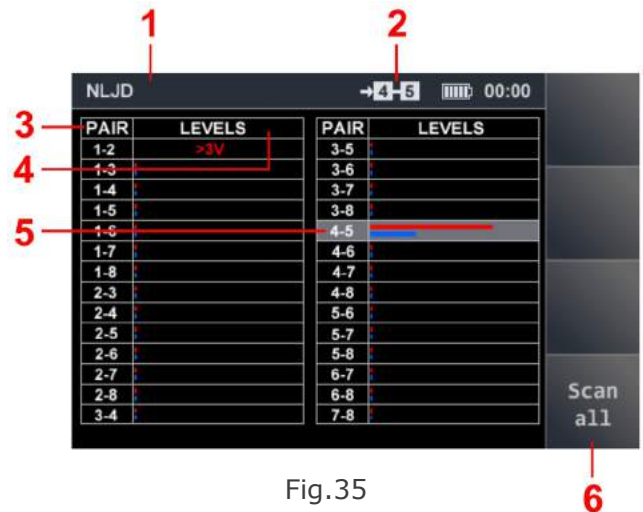 1 2
NLJD →4-5 00:00
3 PAIR LEVELS PAIR LEVELS
1-2 >3V 3-5
4 1-3 3-6
1-4 3-7
1-5 3-8
5 1-6 4-5
1-7 4-6
1-8 4-7
2-3 4-8
2-4 5-6
2-5 5-7
2-6 5-8
2-7 6-7
2-8 6-8
3-4 7-8
Scan
all
6
Fig.35